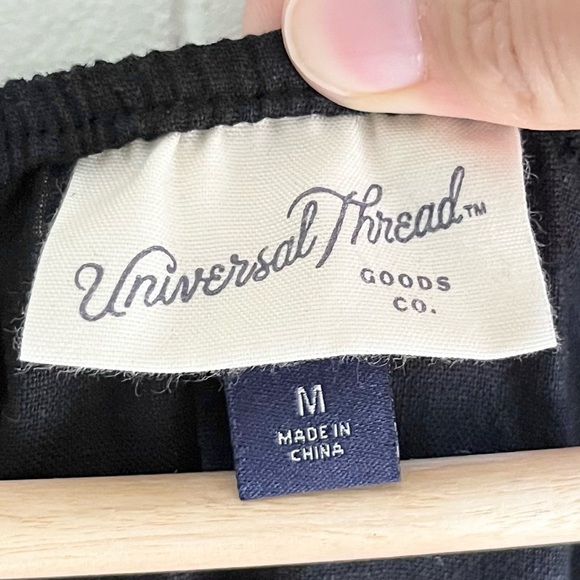 Universal Thread™
GOODS
CO.
M
MADE IN
CHINA